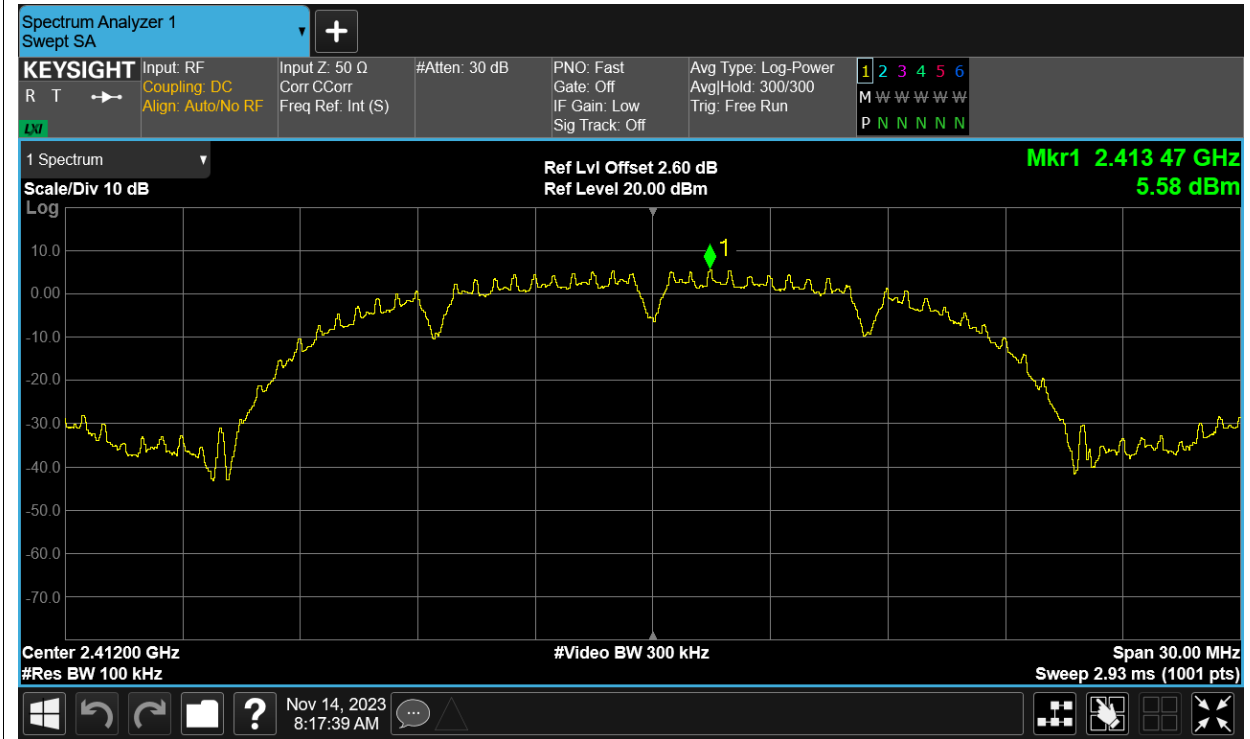 Spectrum Analyzer 1
Swept SA
+
KEYSIGHT
R T
LXI
Input: RF
Coupling: DC
Align: Auto/No RF
Input Z: 50 Ω
Corr CCorr
Freq Ref: Int (S)
#Atten: 30 dB
PNO: Fast
Gate: Off
IF Gain: Low
Sig Track: Off
Avg Type: Log-Power
Avg|Hold: 300/300
Trig: Free Run
1 2 3 4 5 6
M W W W W W
P N N N N N
1 Spectrum
Scale/Div 10 dB
Log
Ref Lvl Offset 2.60 dB
Ref Level 20.00 dBm
Mkr1 2.413 47 GHz
5.58 dBm
1
10.0
0.00
-10.0
-20.0
-30.0
-40.0
-50.0
-60.0
-70.0
Center 2.41200 GHz
#Res BW 100 kHz
#Video BW 300 kHz
Span 30.00 MHz
Sweep 2.93 ms (1001 pts)
?
Nov 14, 2023
8:17:39 AM